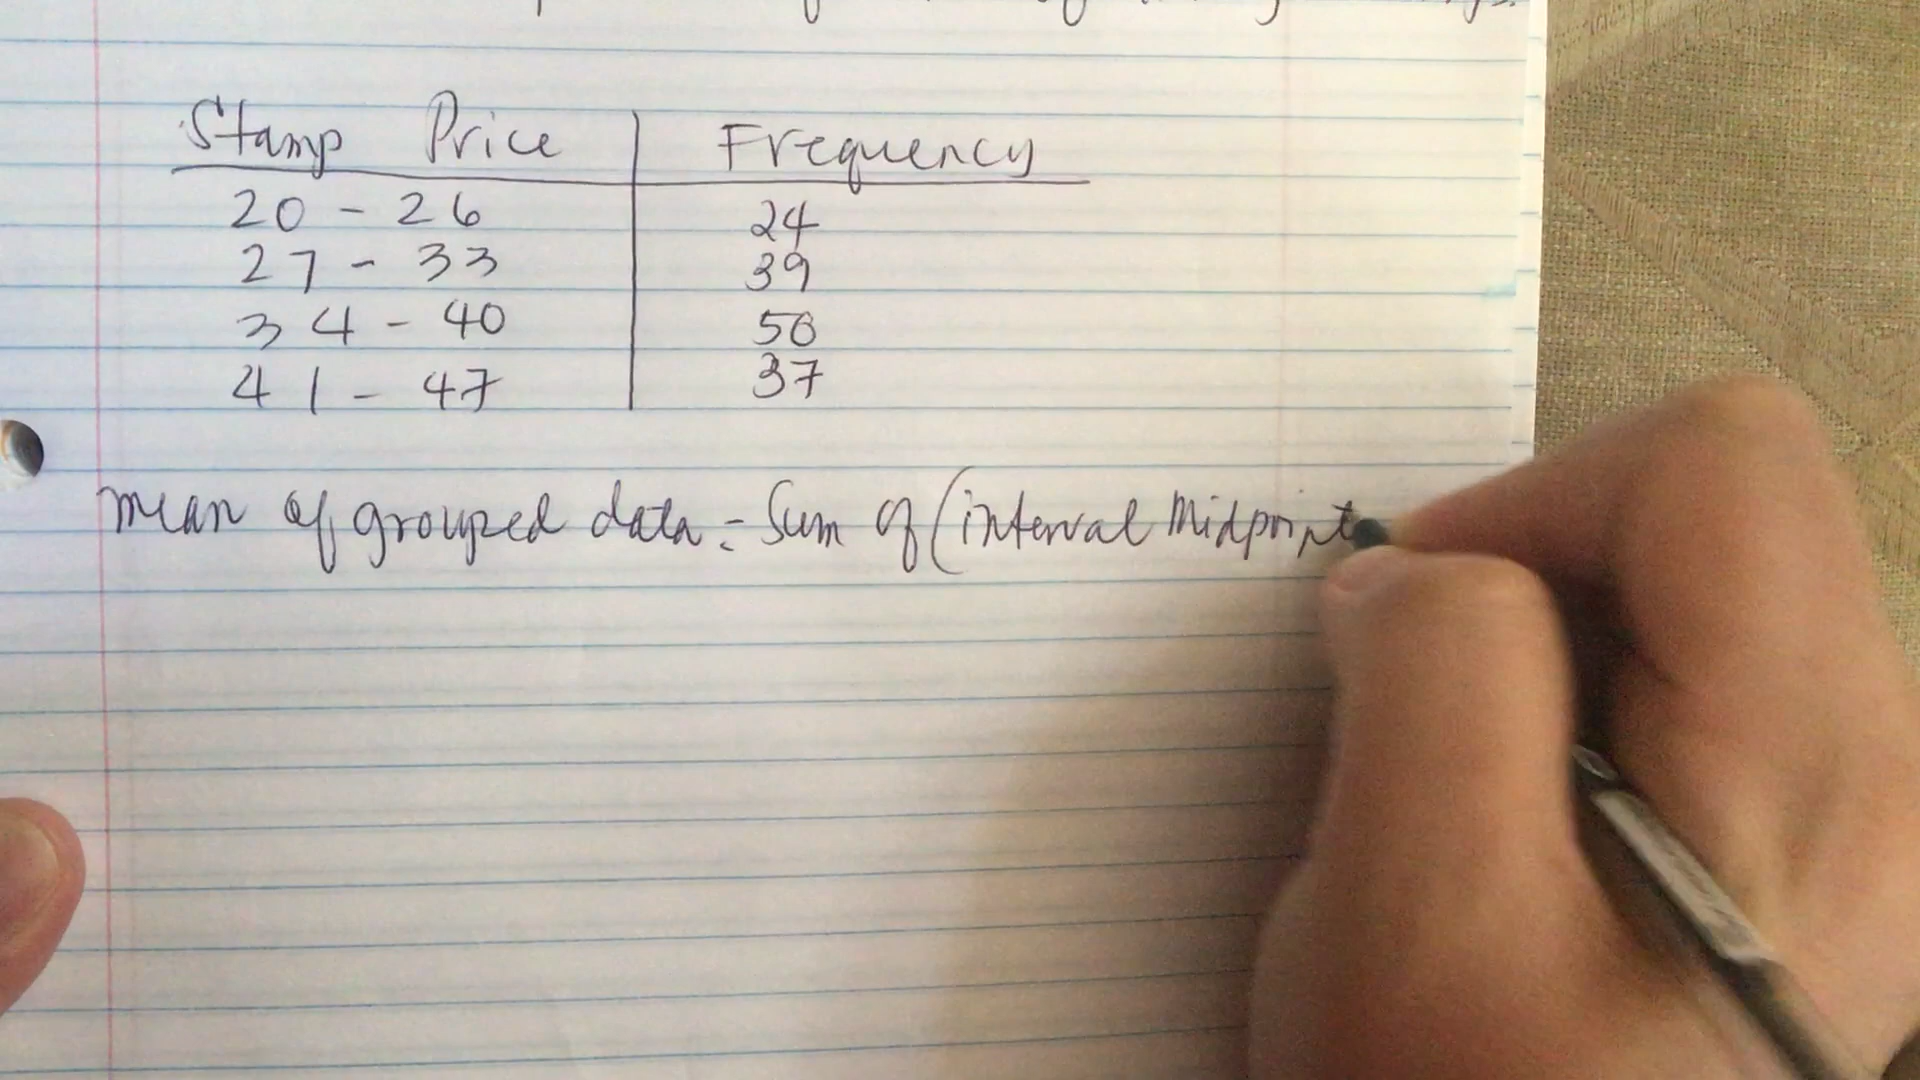 Stamp Price Frequency
20 - 26 24
27 - 33 39
34 - 40 50
41 - 47 37
mean of grouped data = Sum of (interval Midpoint